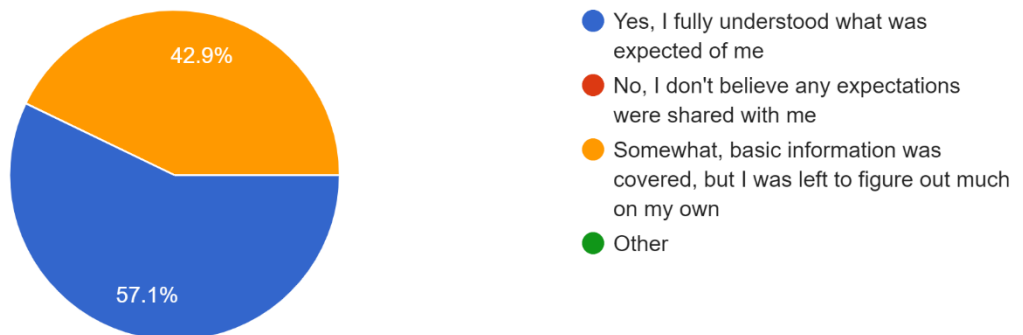 42.9%
57.1%
Yes, I fully understood what was
expected of me
No, I don't believe any expectations
were shared with me
Somewhat, basic information was
covered, but I was left to figure out much
on my own
Other